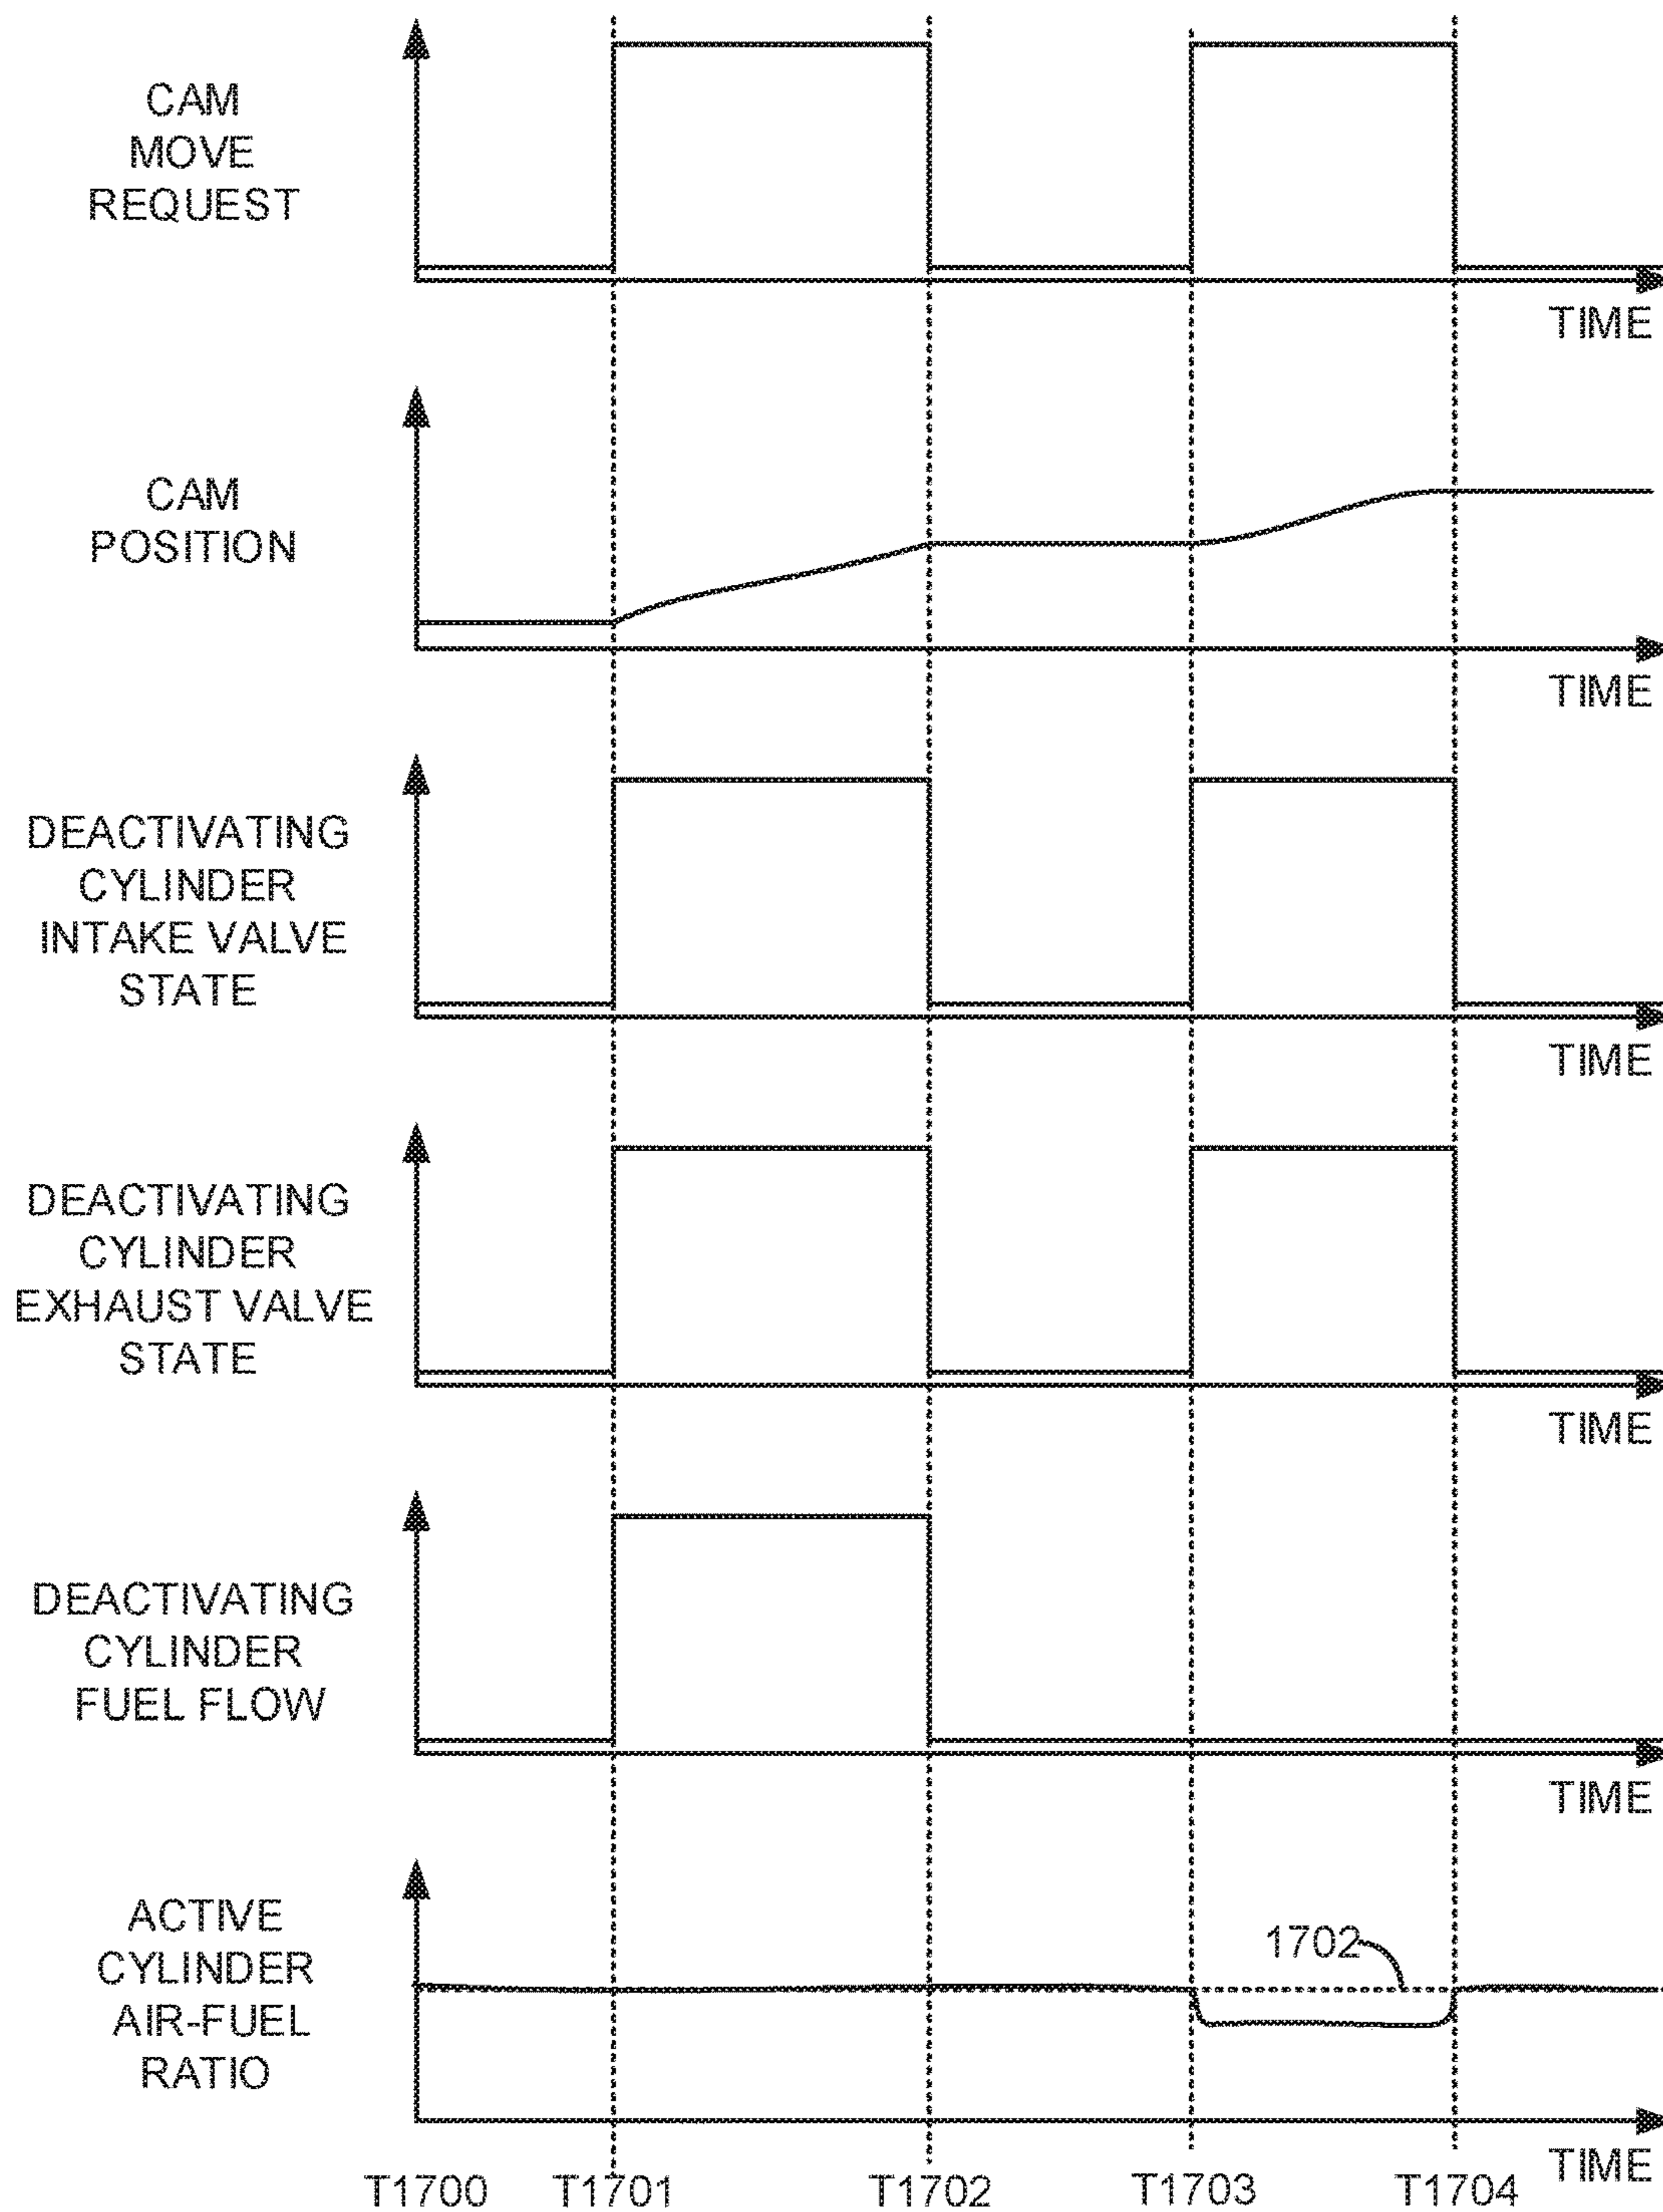 CAM
MOVE
REQUEST
TIME
CAM
POSITION
TIME
DEACTIVATING
CYLINDER
INTAKE VALVE
STATE
TIME
DEACTIVATING
CYLINDER
EXHAUST VALVE
STATE
TIME
DEACTIVATING
CYLINDER
FUEL FLOW
TIME
ACTIVE
CYLINDER
AIR-FUEL
RATIO
1702
TIME
T1700 T1701 T1702 T1703 T1704